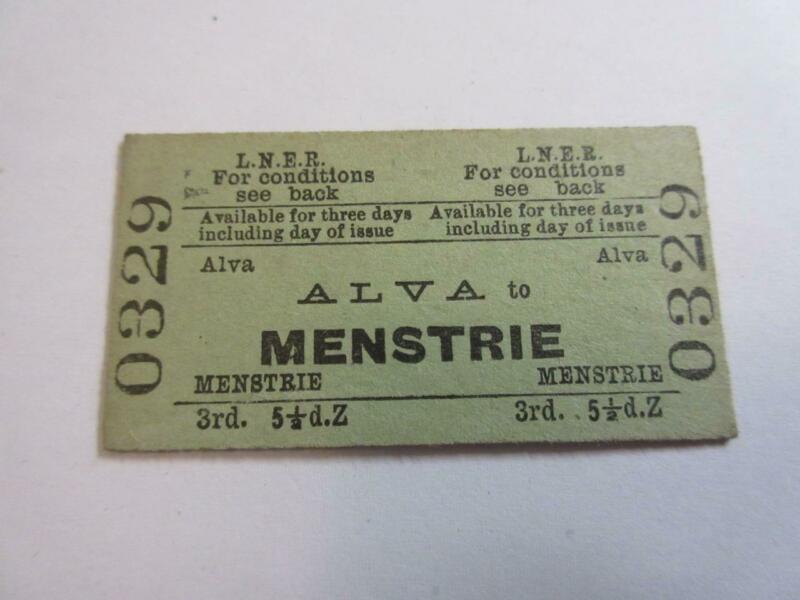 L.N.E.R. L.N.E.R.
For conditions For conditions
see back see back
Available for three days Available for three days
including day of issue including day of issue
Alva Alva
ALVA to
MENSTRIE
MENSTRIE MENSTRIE
3rd. 5½d.Z 3rd. 5½d.Z
0329
0329